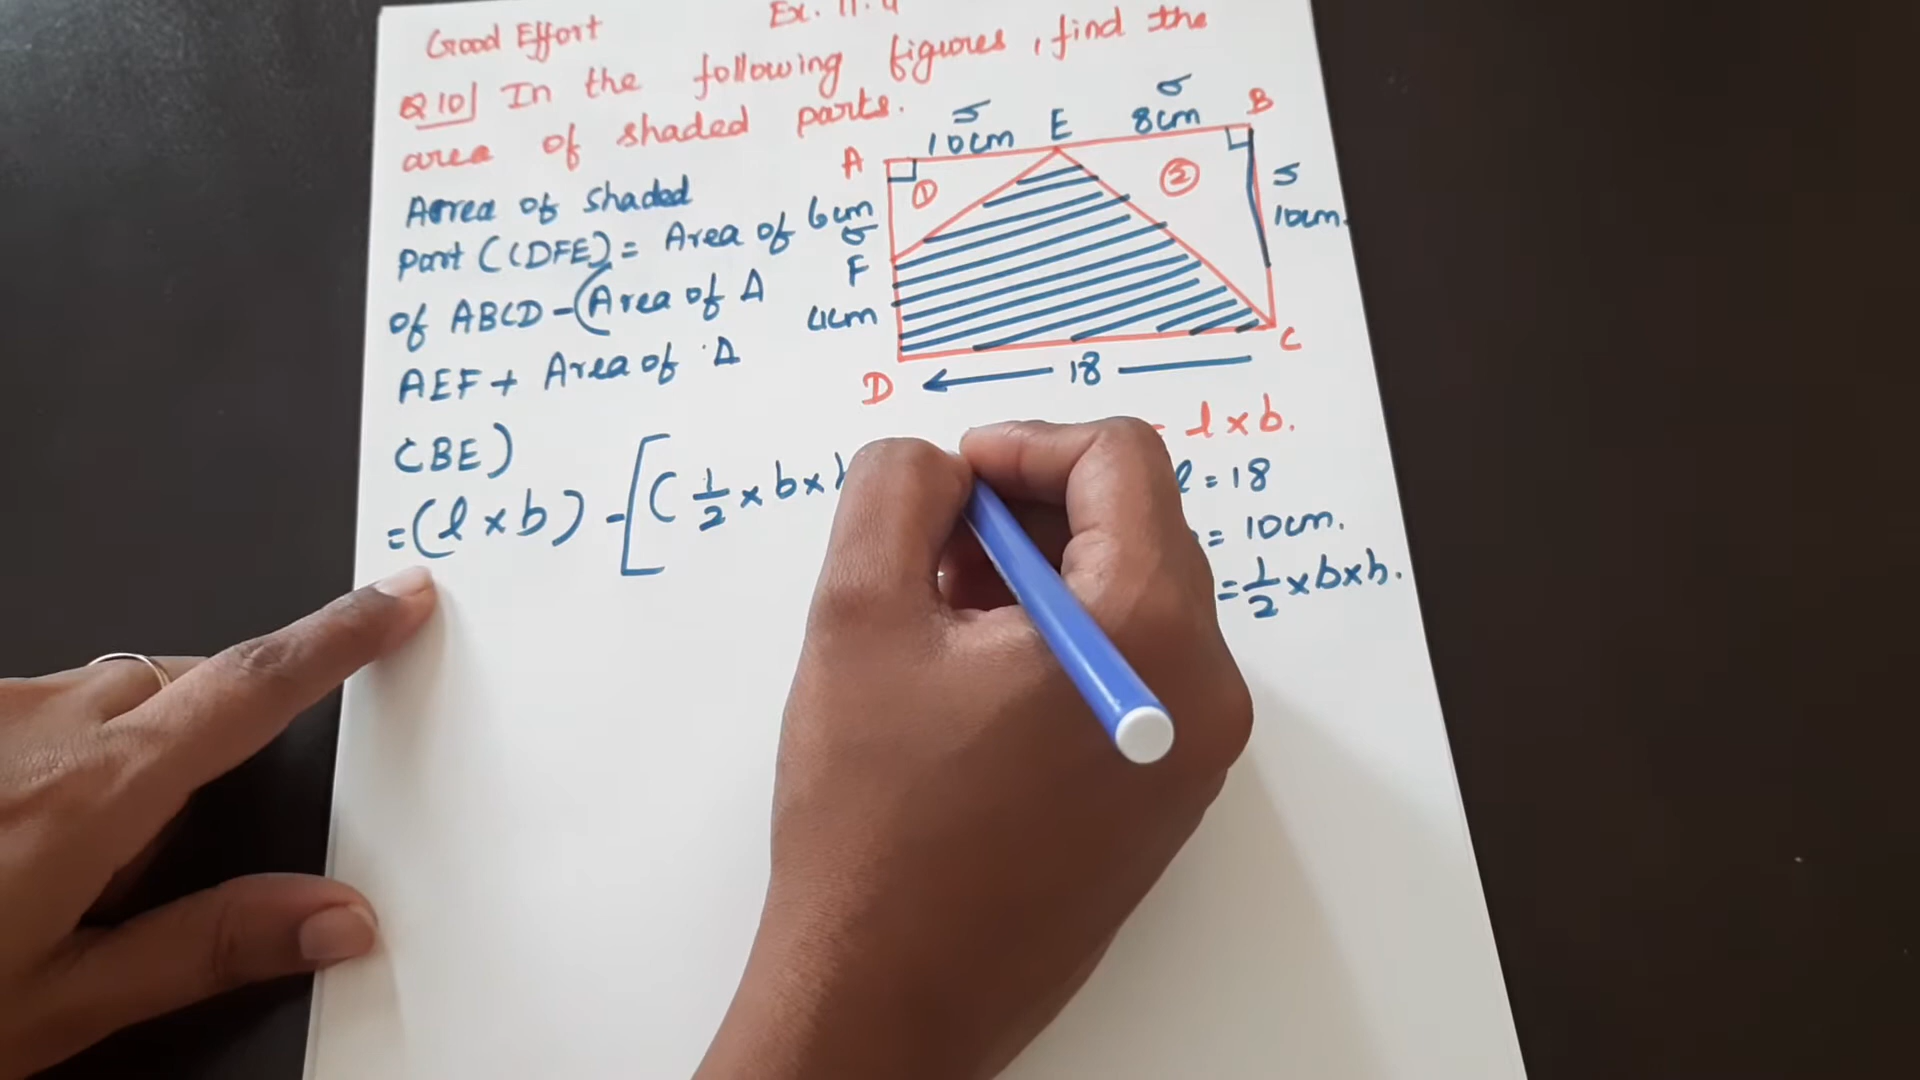 Good Effort
Ex. 11.4
Q 10) In the following figures, find the
area of shaded parts.
Area of shaded
part (CDFE) = Area of
of ABCD - (Area of Δ
AEF + Area of Δ
CBE)
= (l × b) - [( 1/2 × b × h
A
10cm
E
8cm
B
①
②
6cm
F
4cm
10cm.
D
18
C
= l × b.
l = 18
= 10cm.
= 1/2 × b × h.